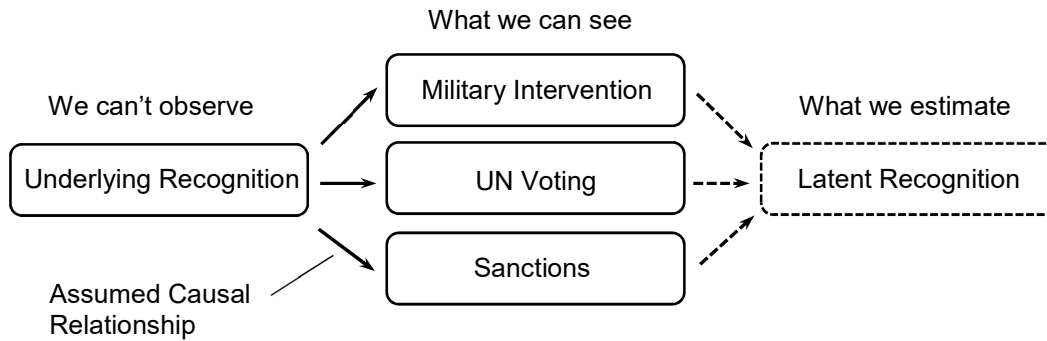 What we can see
We can't observe
Military Intervention
What we estimate
Underlying Recognition
UN Voting
Latent Recognition
Sanctions
Assumed Causal
Relationship